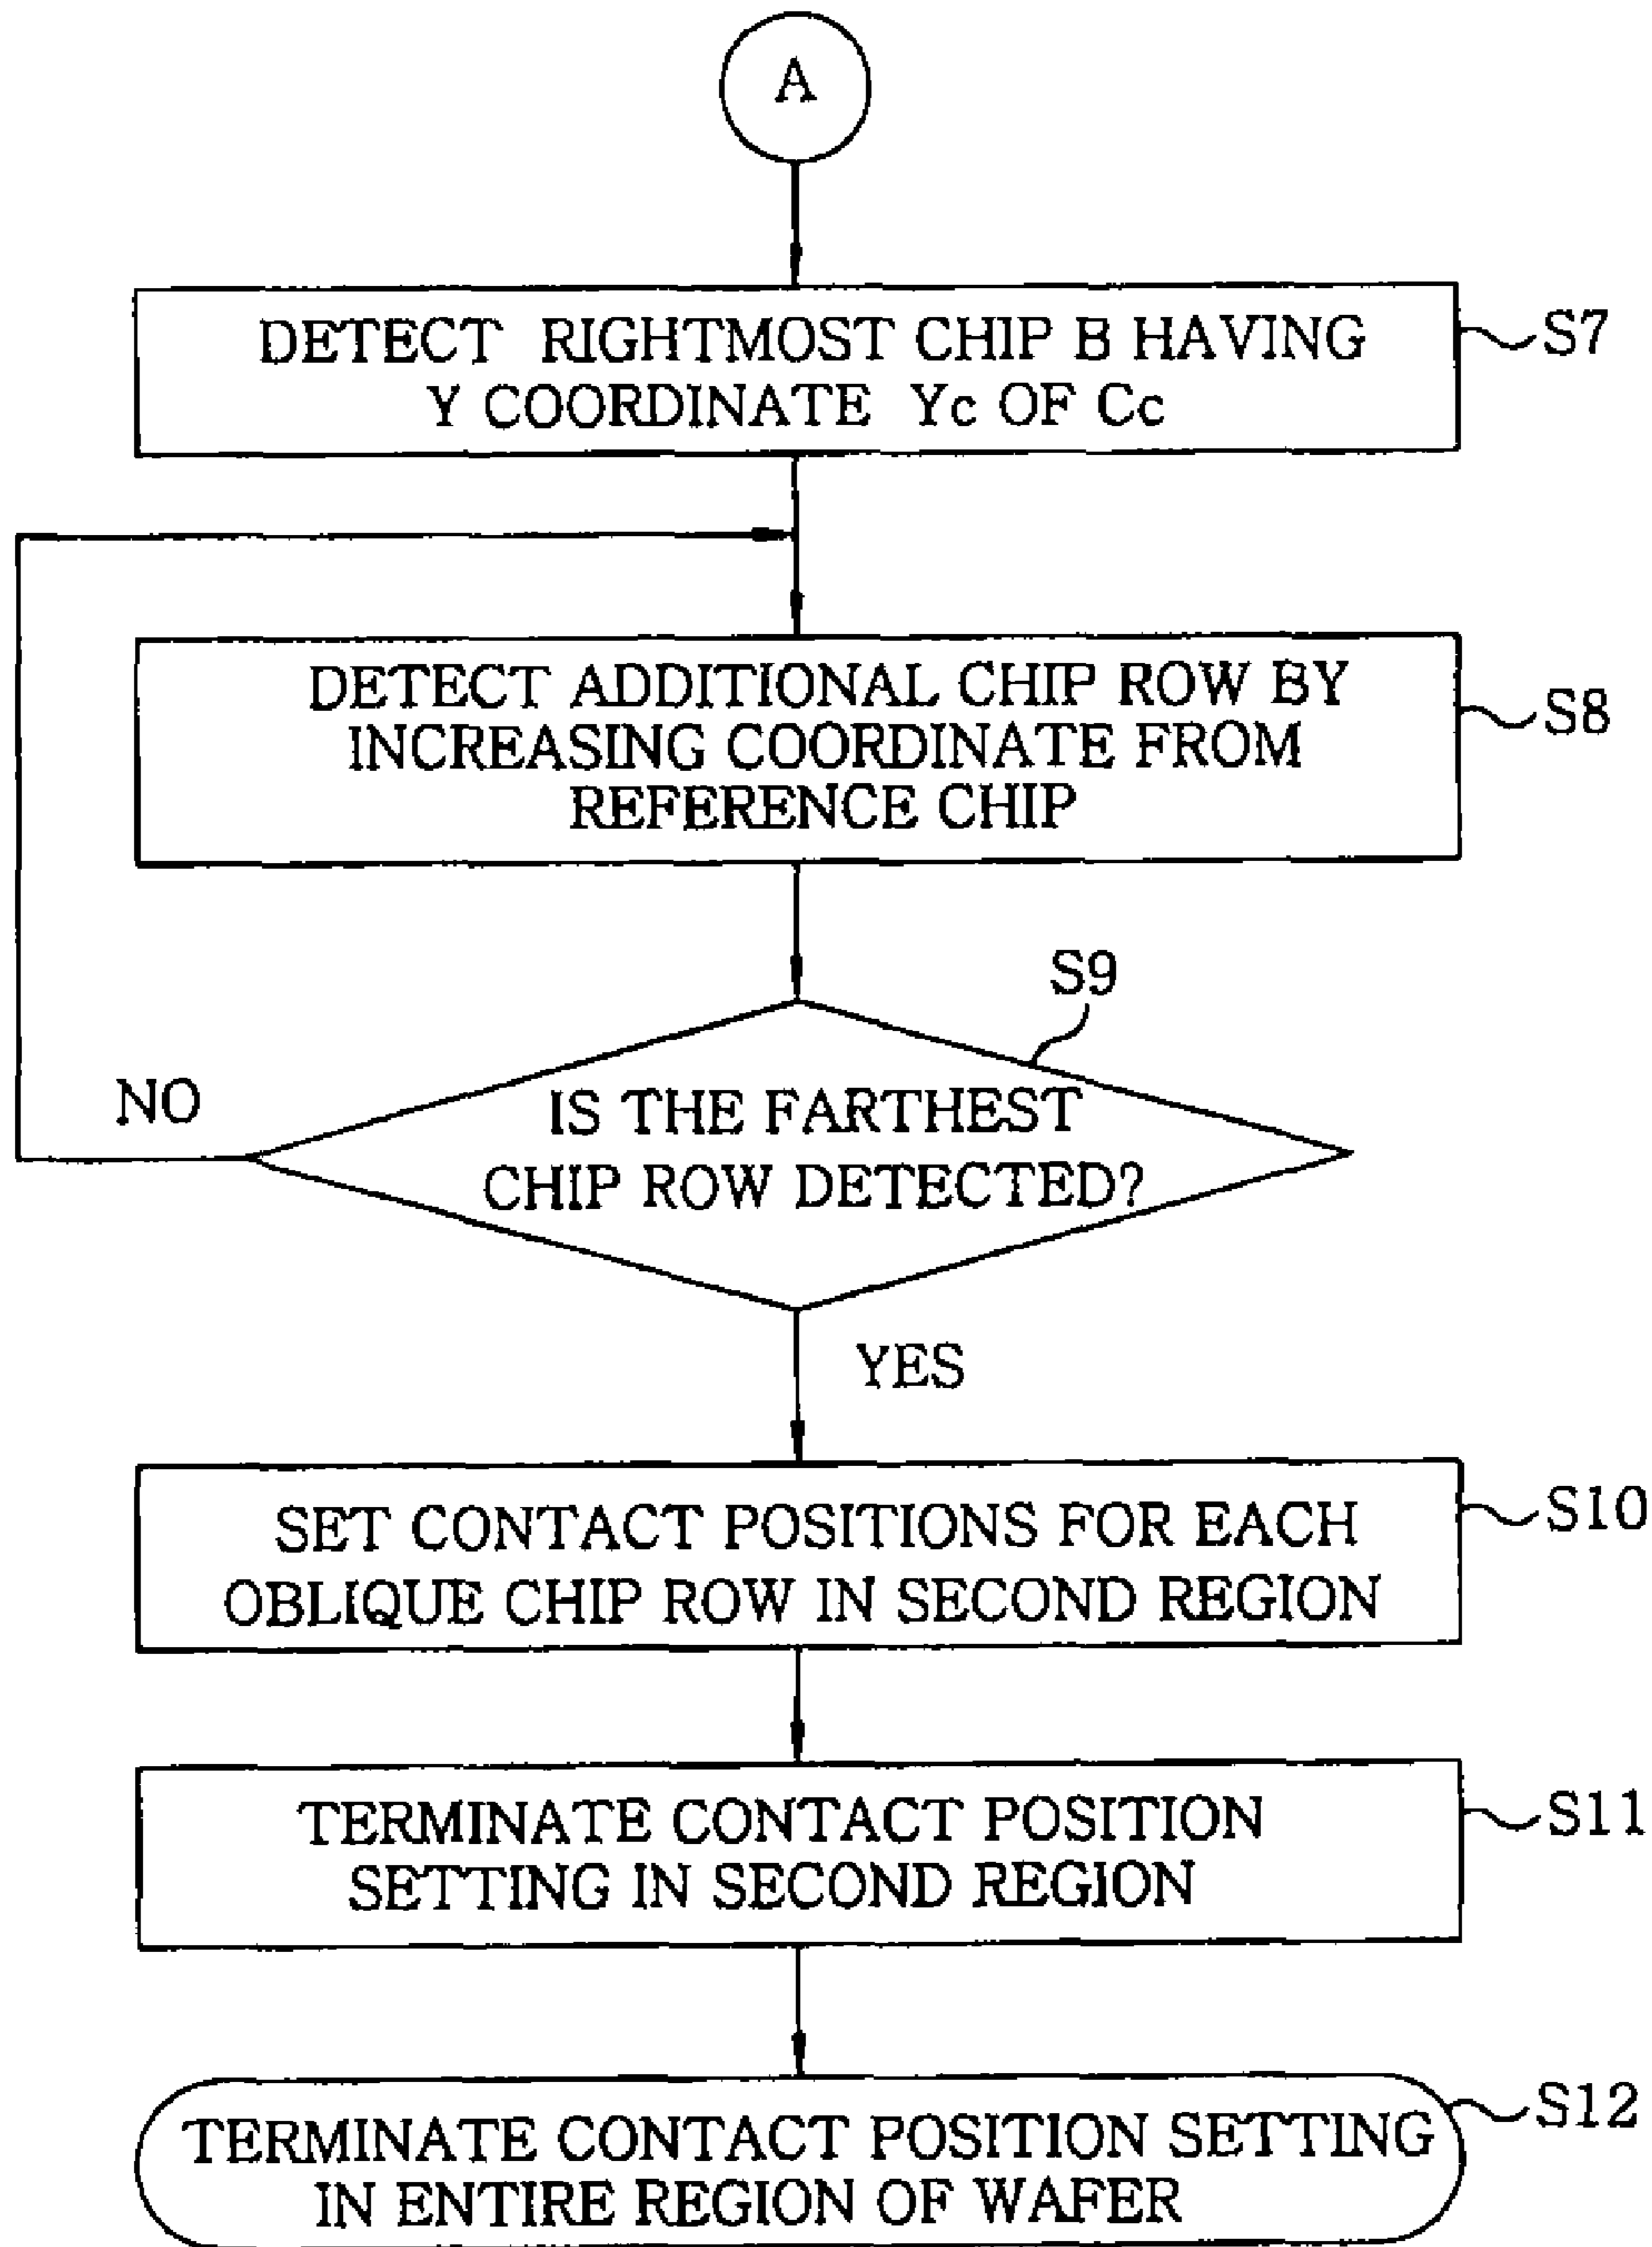 A
DETECT RIGHTMOST CHIP B HAVING
Y COORDINATE Yc OF Cc
S7
DETECT ADDITIONAL CHIP ROW BY
INCREASING COORDINATE FROM
REFERENCE CHIP
S8
S9
IS THE FARTHEST
CHIP ROW DETECTED?
NO
YES
SET CONTACT POSITIONS FOR EACH
OBLIQUE CHIP ROW IN SECOND REGION
S10
TERMINATE CONTACT POSITION
SETTING IN SECOND REGION
S11
TERMINATE CONTACT POSITION SETTING
IN ENTIRE REGION OF WAFER
S12